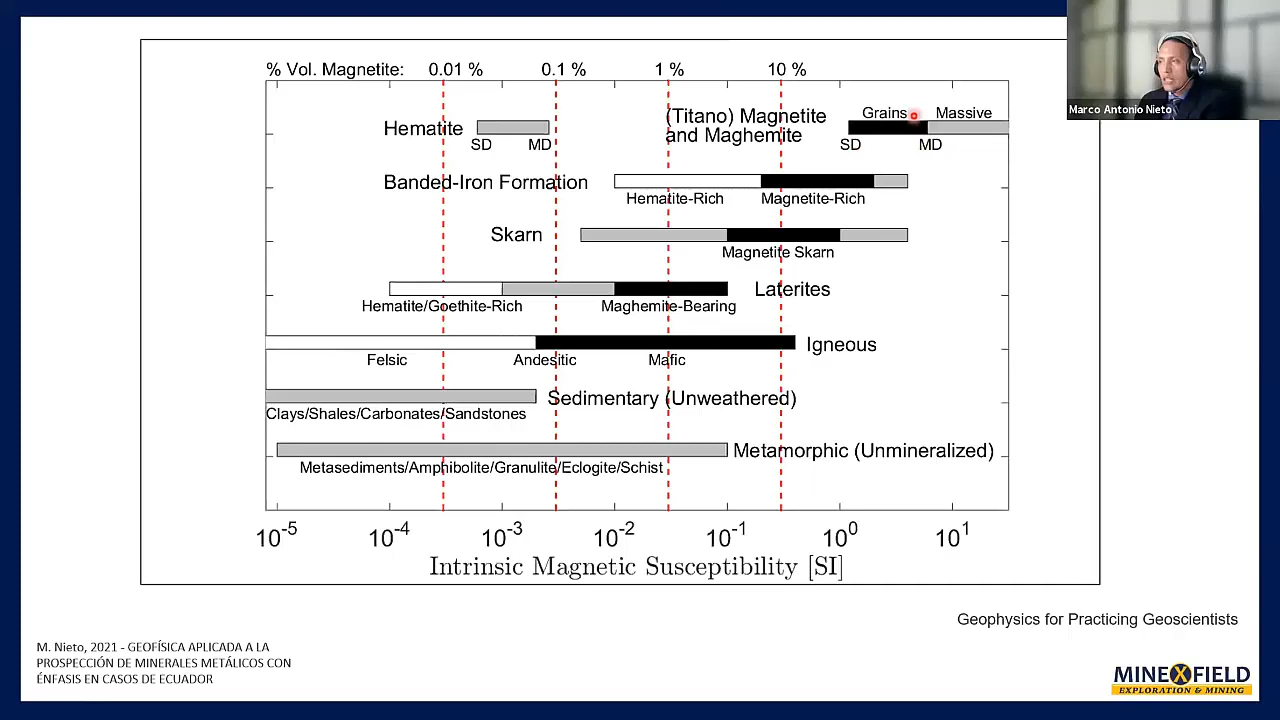 % Vol. Magnetite: 0.01 % 0.1 % 1 % 10 %
Hematite
SD MD
(Titano) Magnetite
and Maghemite
Grains Massive
SD MD
Banded-Iron Formation
Hematite-Rich Magnetite-Rich
Skarn
Magnetite Skarn
Laterites
Hematite/Goethite-Rich Maghemite-Bearing
Igneous
Felsic Andesitic Mafic
Sedimentary (Unweathered)
Clays/Shales/Carbonates/Sandstones
Metamorphic (Unmineralized)
Metasediments/Amphibolite/Granulite/Eclogite/Schist
10⁻⁵ 10⁻⁴ 10⁻³ 10⁻² 10⁻¹ 10⁰ 10¹
Intrinsic Magnetic Susceptibility [SI]
Marco Antonio Nieto
Geophysics for Practicing Geoscientists
M. Nieto, 2021 - GEOFÍSICA APLICADA A LA
PROSPECCIÓN DE MINERALES METÁLICOS CON
ÉNFASIS EN CASOS DE ECUADOR
MINEXFIELD
EXPLORATION & MINING